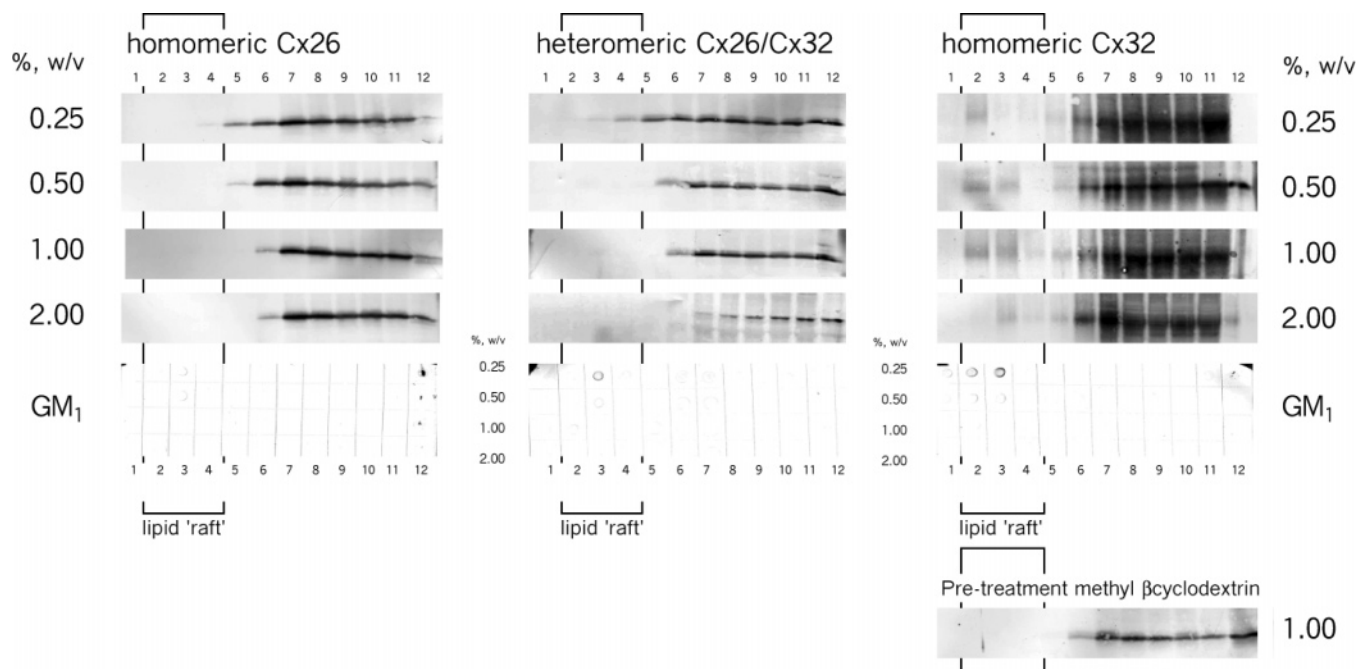 homomeric Cx26
heteromeric Cx26/Cx32
homomeric Cx32
%, w/v
%, w/v
1 2 3 4 5 6 7 8 9 10 11 12
1 2 3 4 5 6 7 8 9 10 11 12
1 2 3 4 5 6 7 8 9 10 11 12
0.25
0.25
0.50
0.50
1.00
1.00
2.00
2.00
%, w/v
%, w/v
0.25
0.25
0.50
0.50
GM1
GM1
1.00
1.00
2.00
2.00
1 2 3 4 5 6 7 8 9 10 11 12
1 2 3 4 5 6 7 8 9 10 11 12
1 2 3 4 5 6 7 8 9 10 11 12
lipid 'raft'
lipid 'raft'
lipid 'raft'
Pre-treatment methyl βcyclodextrin
1.00